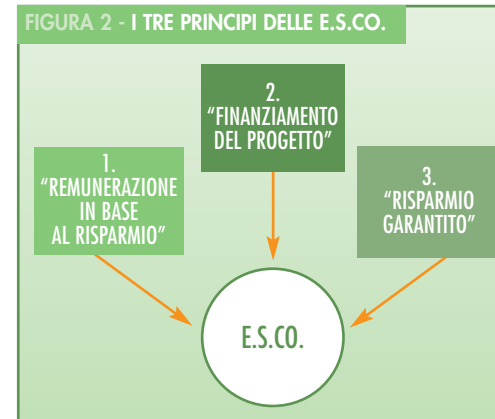 FIGURA 2 - I TRE PRINCIPI DELLE E.S.CO.
1.
“REMUNERAZIONE
IN BASE
AL RISPARMIO”
2.
“FINANZIAMENTO
DEL PROGETTO”
3.
“RISPARMIO
GARANTITO”
E.S.CO.